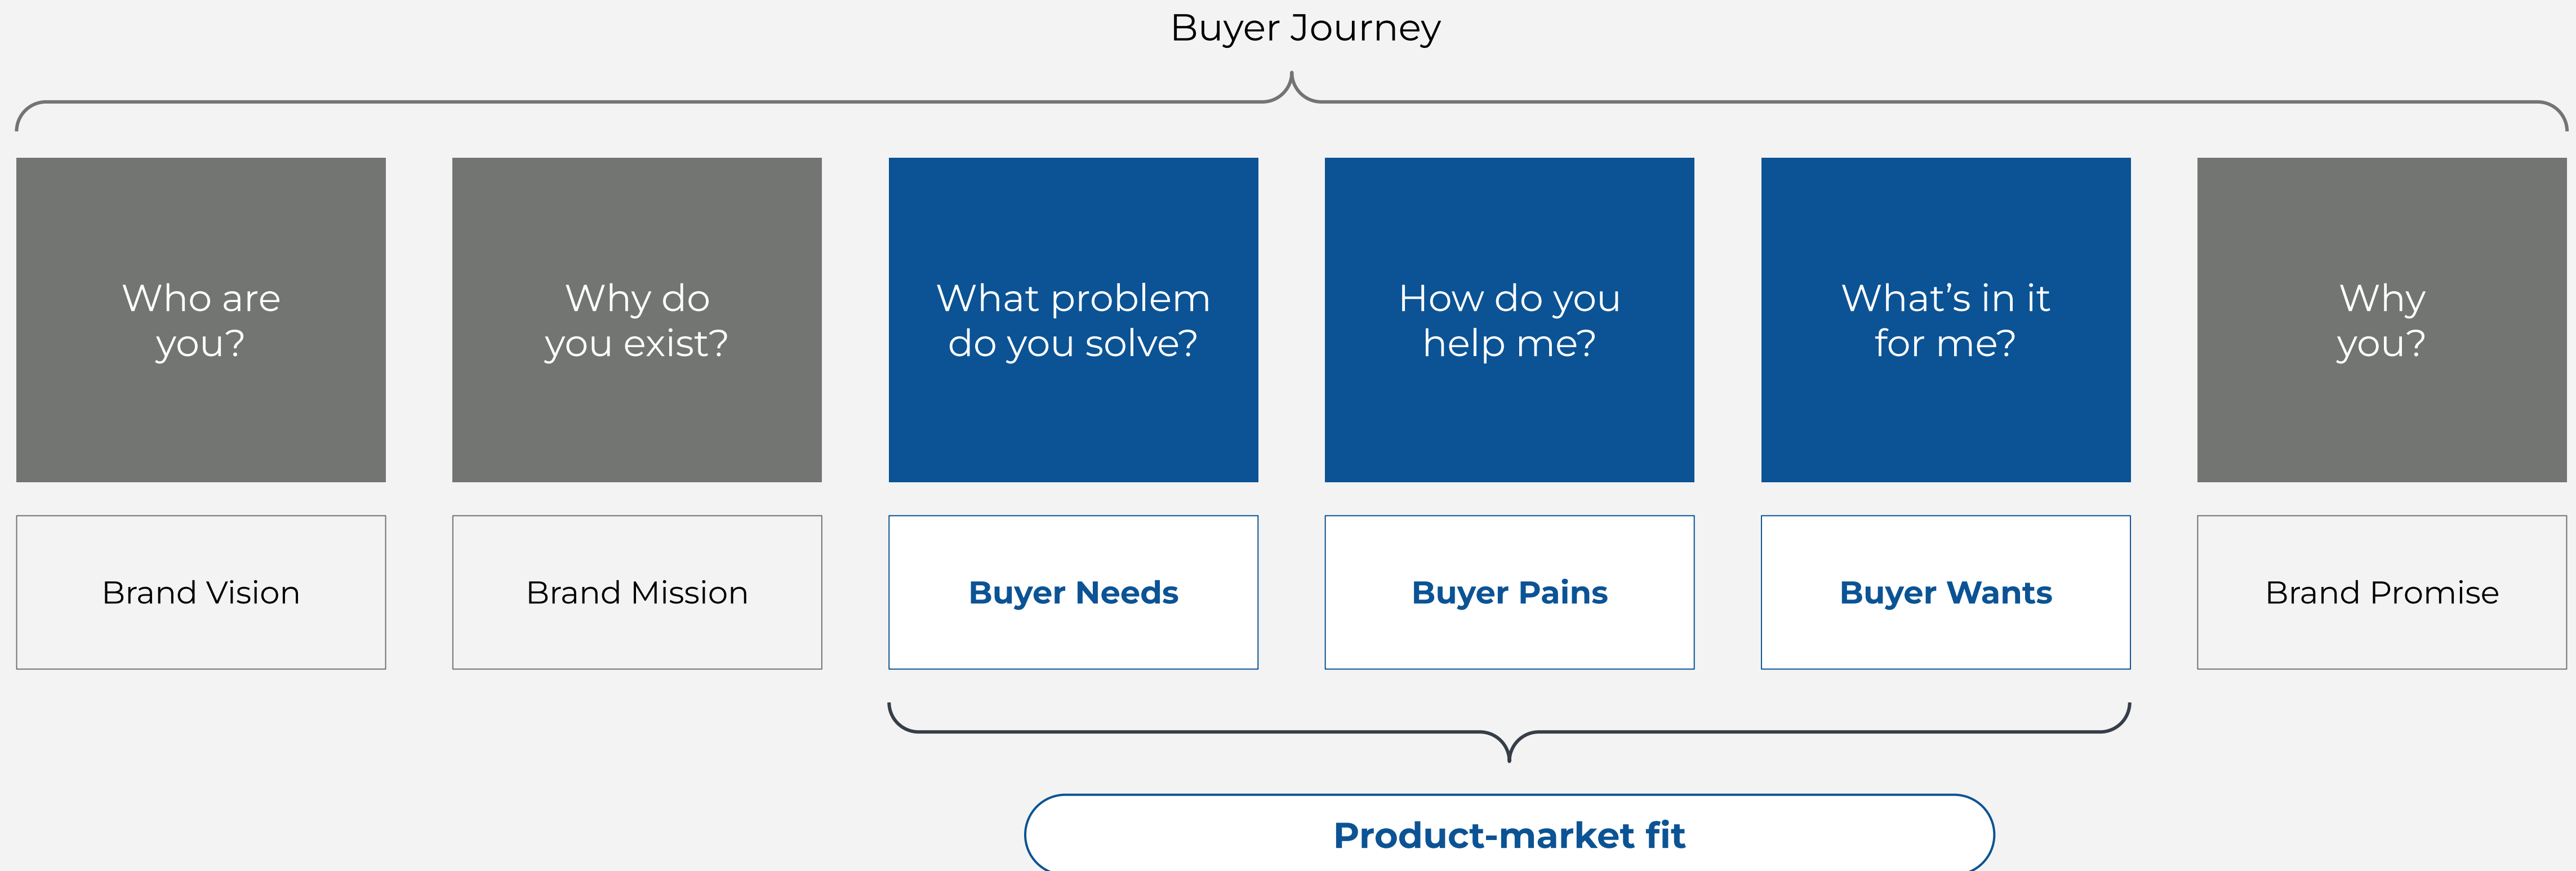 Buyer Journey
Who are
you?
Why do
you exist?
What problem
do you solve?
How do you
help me?
What’s in it
for me?
Why
you?
Brand Vision
Brand Mission
Buyer Needs
Buyer Pains
Buyer Wants
Brand Promise
Product-market fit